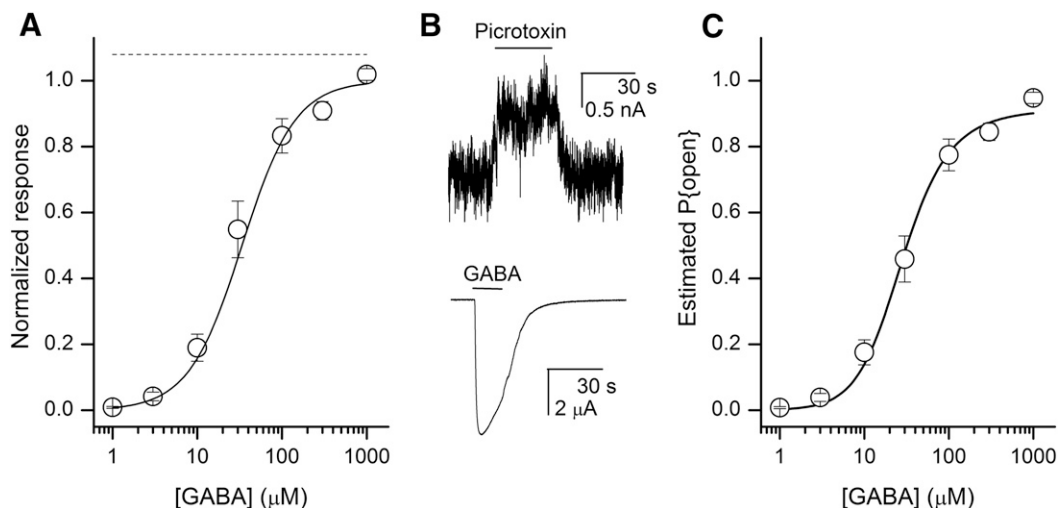 A
Normalized response
1.0
0.8
0.6
0.4
0.2
0.0
1 10 100 1000
[GABA] (μM)
B
Picrotoxin
30 s
0.5 nA
GABA
30 s
2 μA
C
Estimated P{open}
1.0
0.8
0.6
0.4
0.2
0.0
1 10 100 1000
[GABA] (μM)